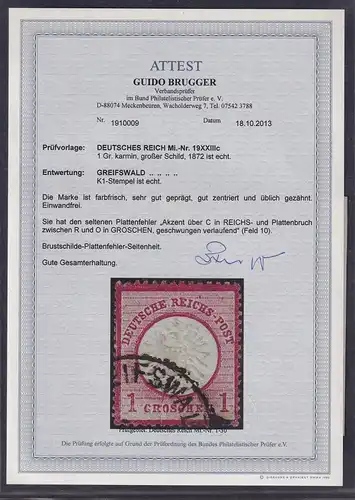 ATTEST
GUIDO BRUGGER
Verbandsprüfer
im Bund Philatelistischer Prüfer e. V.
D-88074 Meckenbeuren, Wacholderweg 7, Tel. 07542 3788
Nr. 1910009 Datum 18.10.2013
Prüfvorlage: DEUTSCHES REICH Mi.-Nr. 19XXIIIc
1 Gr. karmin, großer Schild, 1872 ist echt.
Entwertung: GREIFSWALD .. .. .. ..
K1-Stempel ist echt.
Die Marke ist farbfrisch, sehr gut geprägt, gut zentriert und üblich gezähnt.
Einwandfrei.
Sie hat den seltenen Plattenfehler „Akzent über C in REICHS- und Plattenbruch
zwischen R und O in GROSCHEN, geschwungen verlaufend" (Feld 10).
Brustschilde-Plattenfehler-Seltenheit.
Gute Gesamterhaltung.
DEUTSCHE REICHS-POST
IFSWAL
1 GROSCHEN 1
Die Prüfung erfolgte auf Grund der Prüfordnung des Bundes Philatelistischer Prüfer e.V.